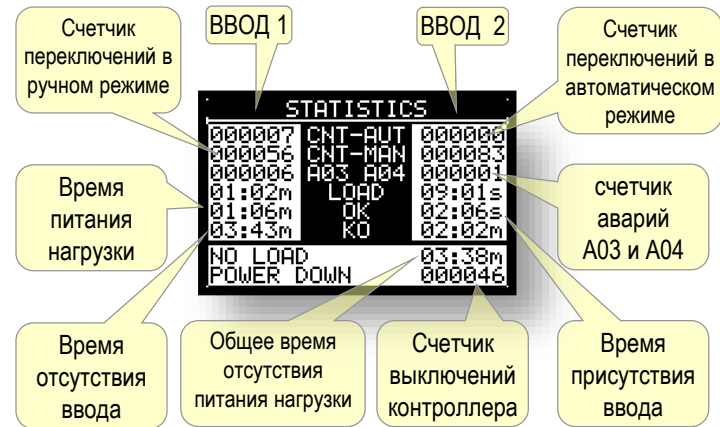 Счетчик
переключений в
ручном режиме
ВВОД 1
ВВОД 2
Счетчик
переключений в
автоматическом
режиме
STATISTICS
000007 CNT-AUT 000000
000056 CNT-MAN 000083
000006 A03 A04 000001
01:02m LOAD 09:01s
01:06m OK 02:06s
03:43m KO 02:02m
NO LOAD 03:38m
POWER DOWN 000046
Время
питания
нагрузки
счетчик
аварий
A03 и A04
Время
отсутствия
ввода
Общее время
отсутствия
питания нагрузки
Счетчик
выключений
контроллера
Время
присутствия
ввода